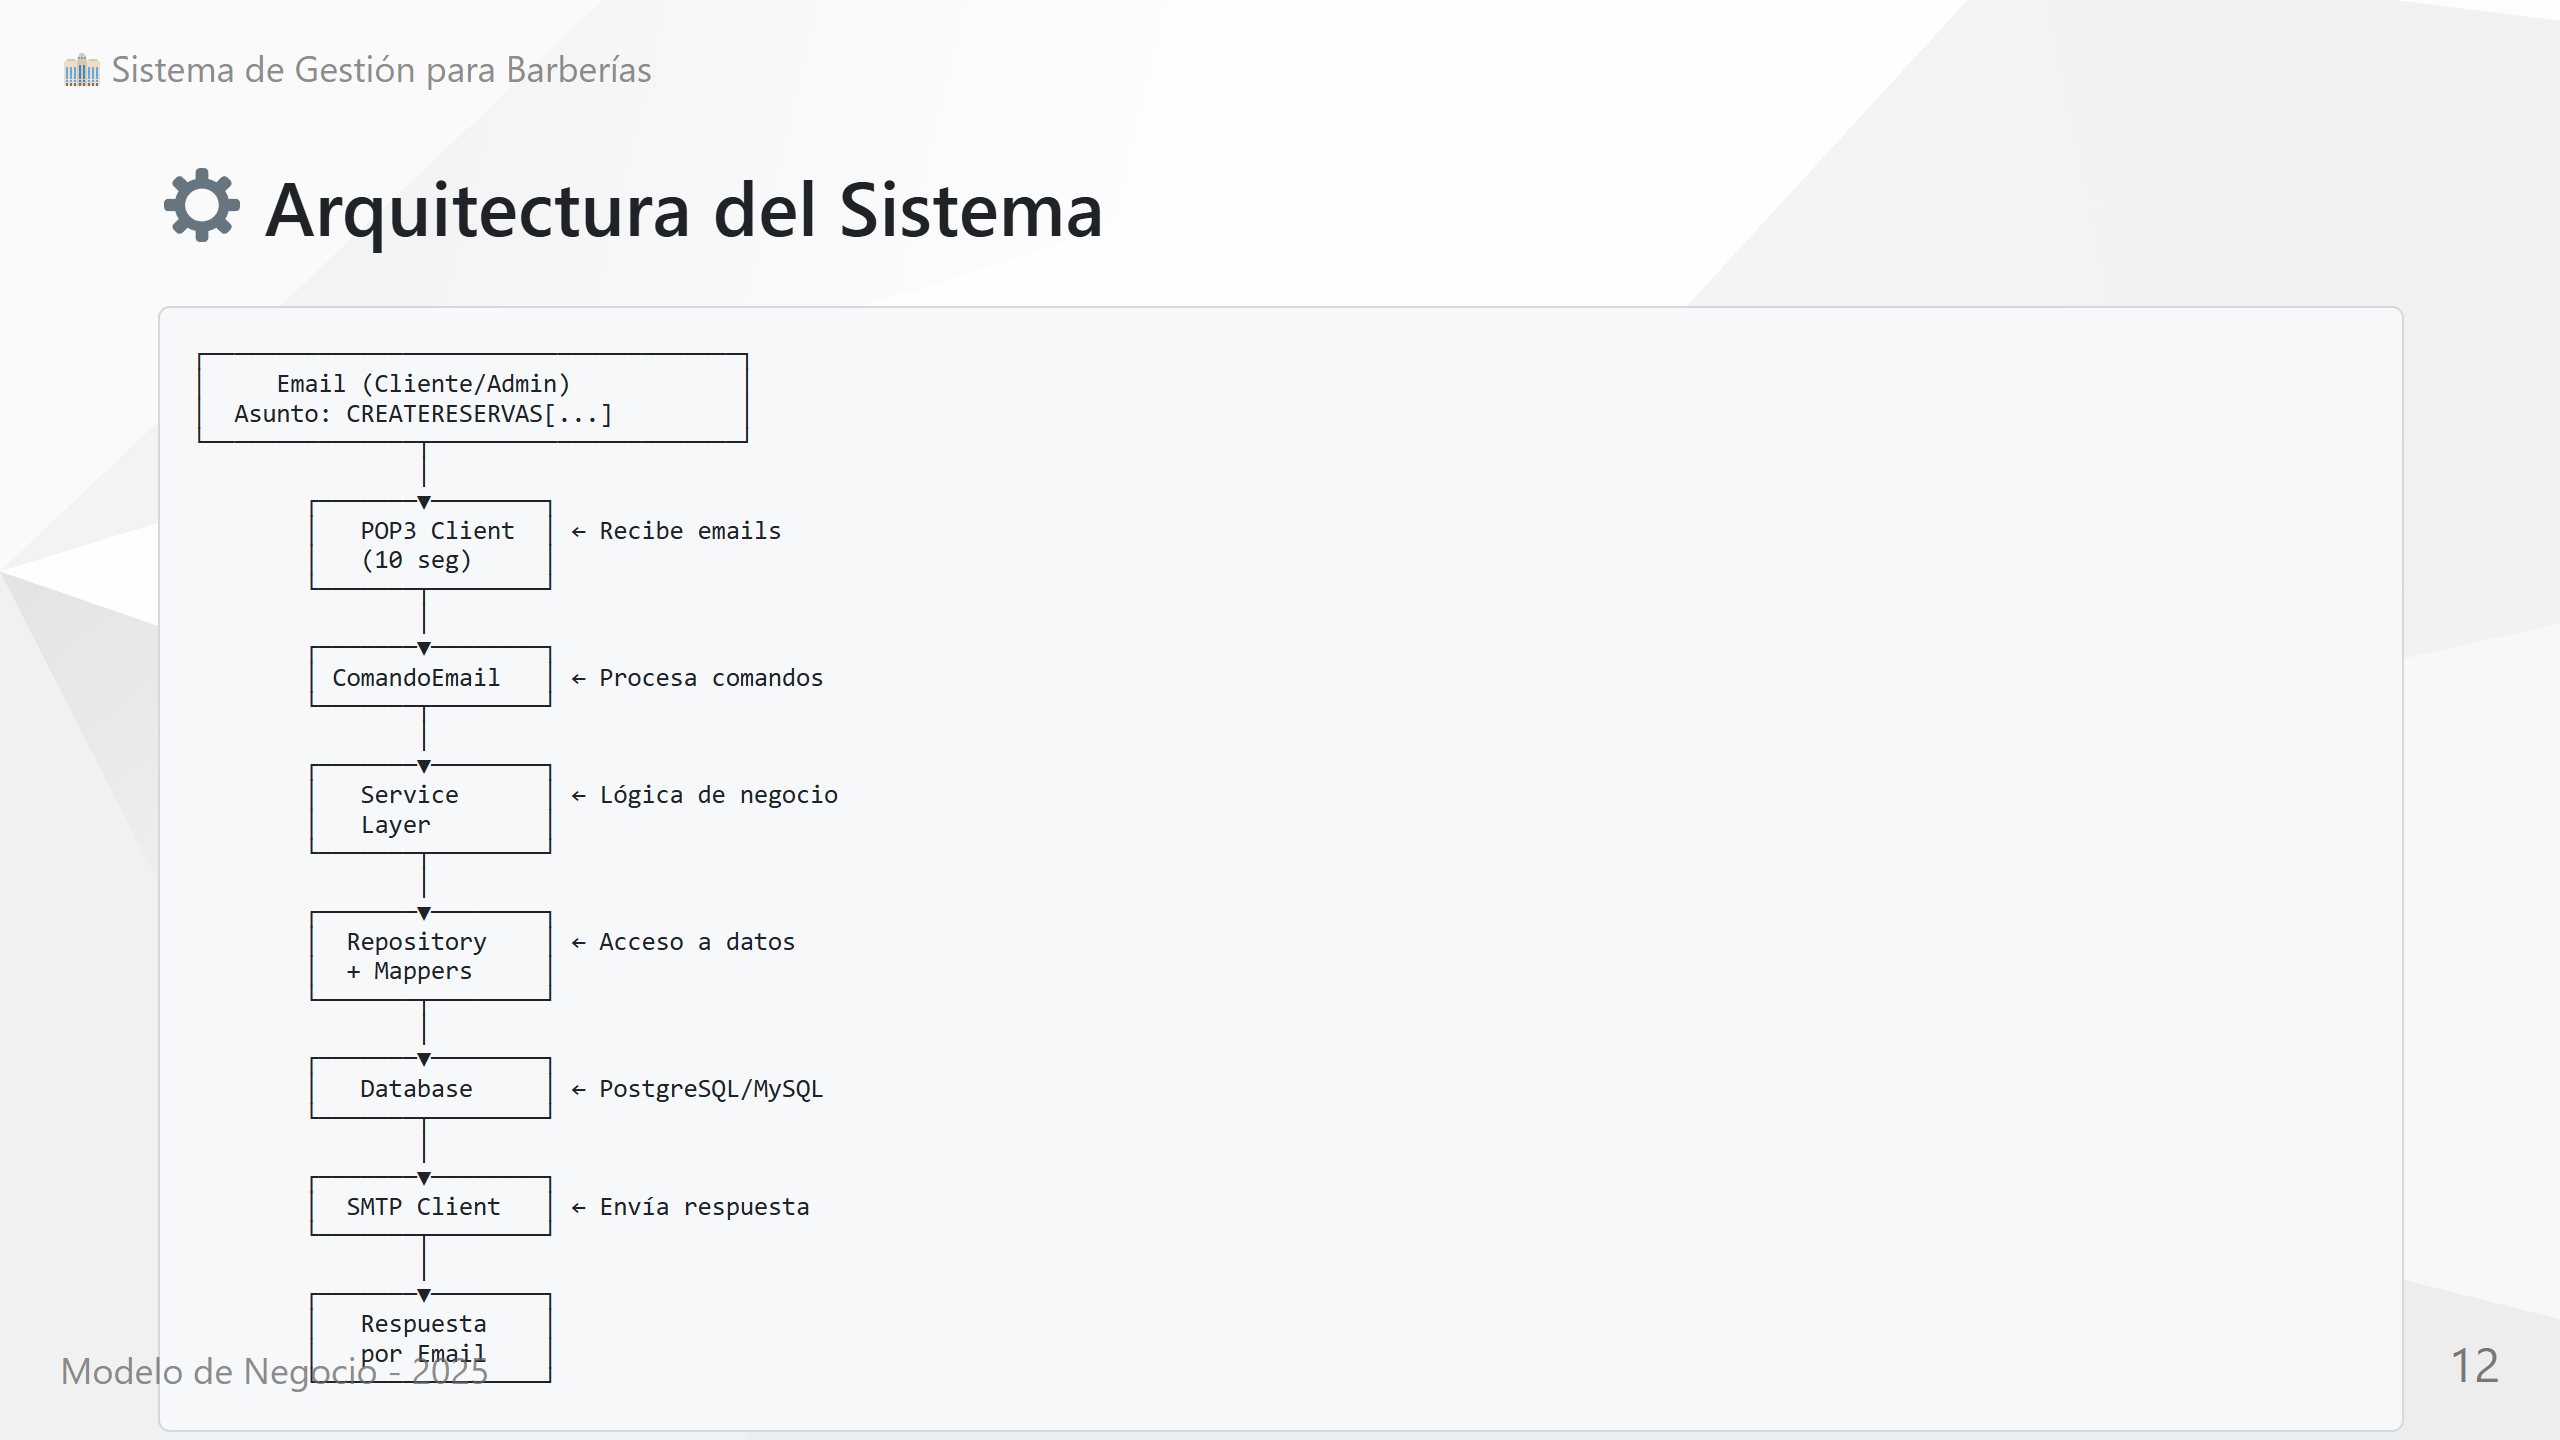 Sistema de Gestión para Barberías
Arquitectura del Sistema
Email (Cliente/Admin)
Asunto: CREATERESERVAS[...]
POP3 Client ← Recibe emails
(10 seg)
ComandoEmail ← Procesa comandos
Service ← Lógica de negocio
Layer
Repository ← Acceso a datos
+ Mappers
Database ← PostgreSQL/MySQL
SMTP Client ← Envía respuesta
Respuesta
por Email
Modelo de Negocio - 2025
12